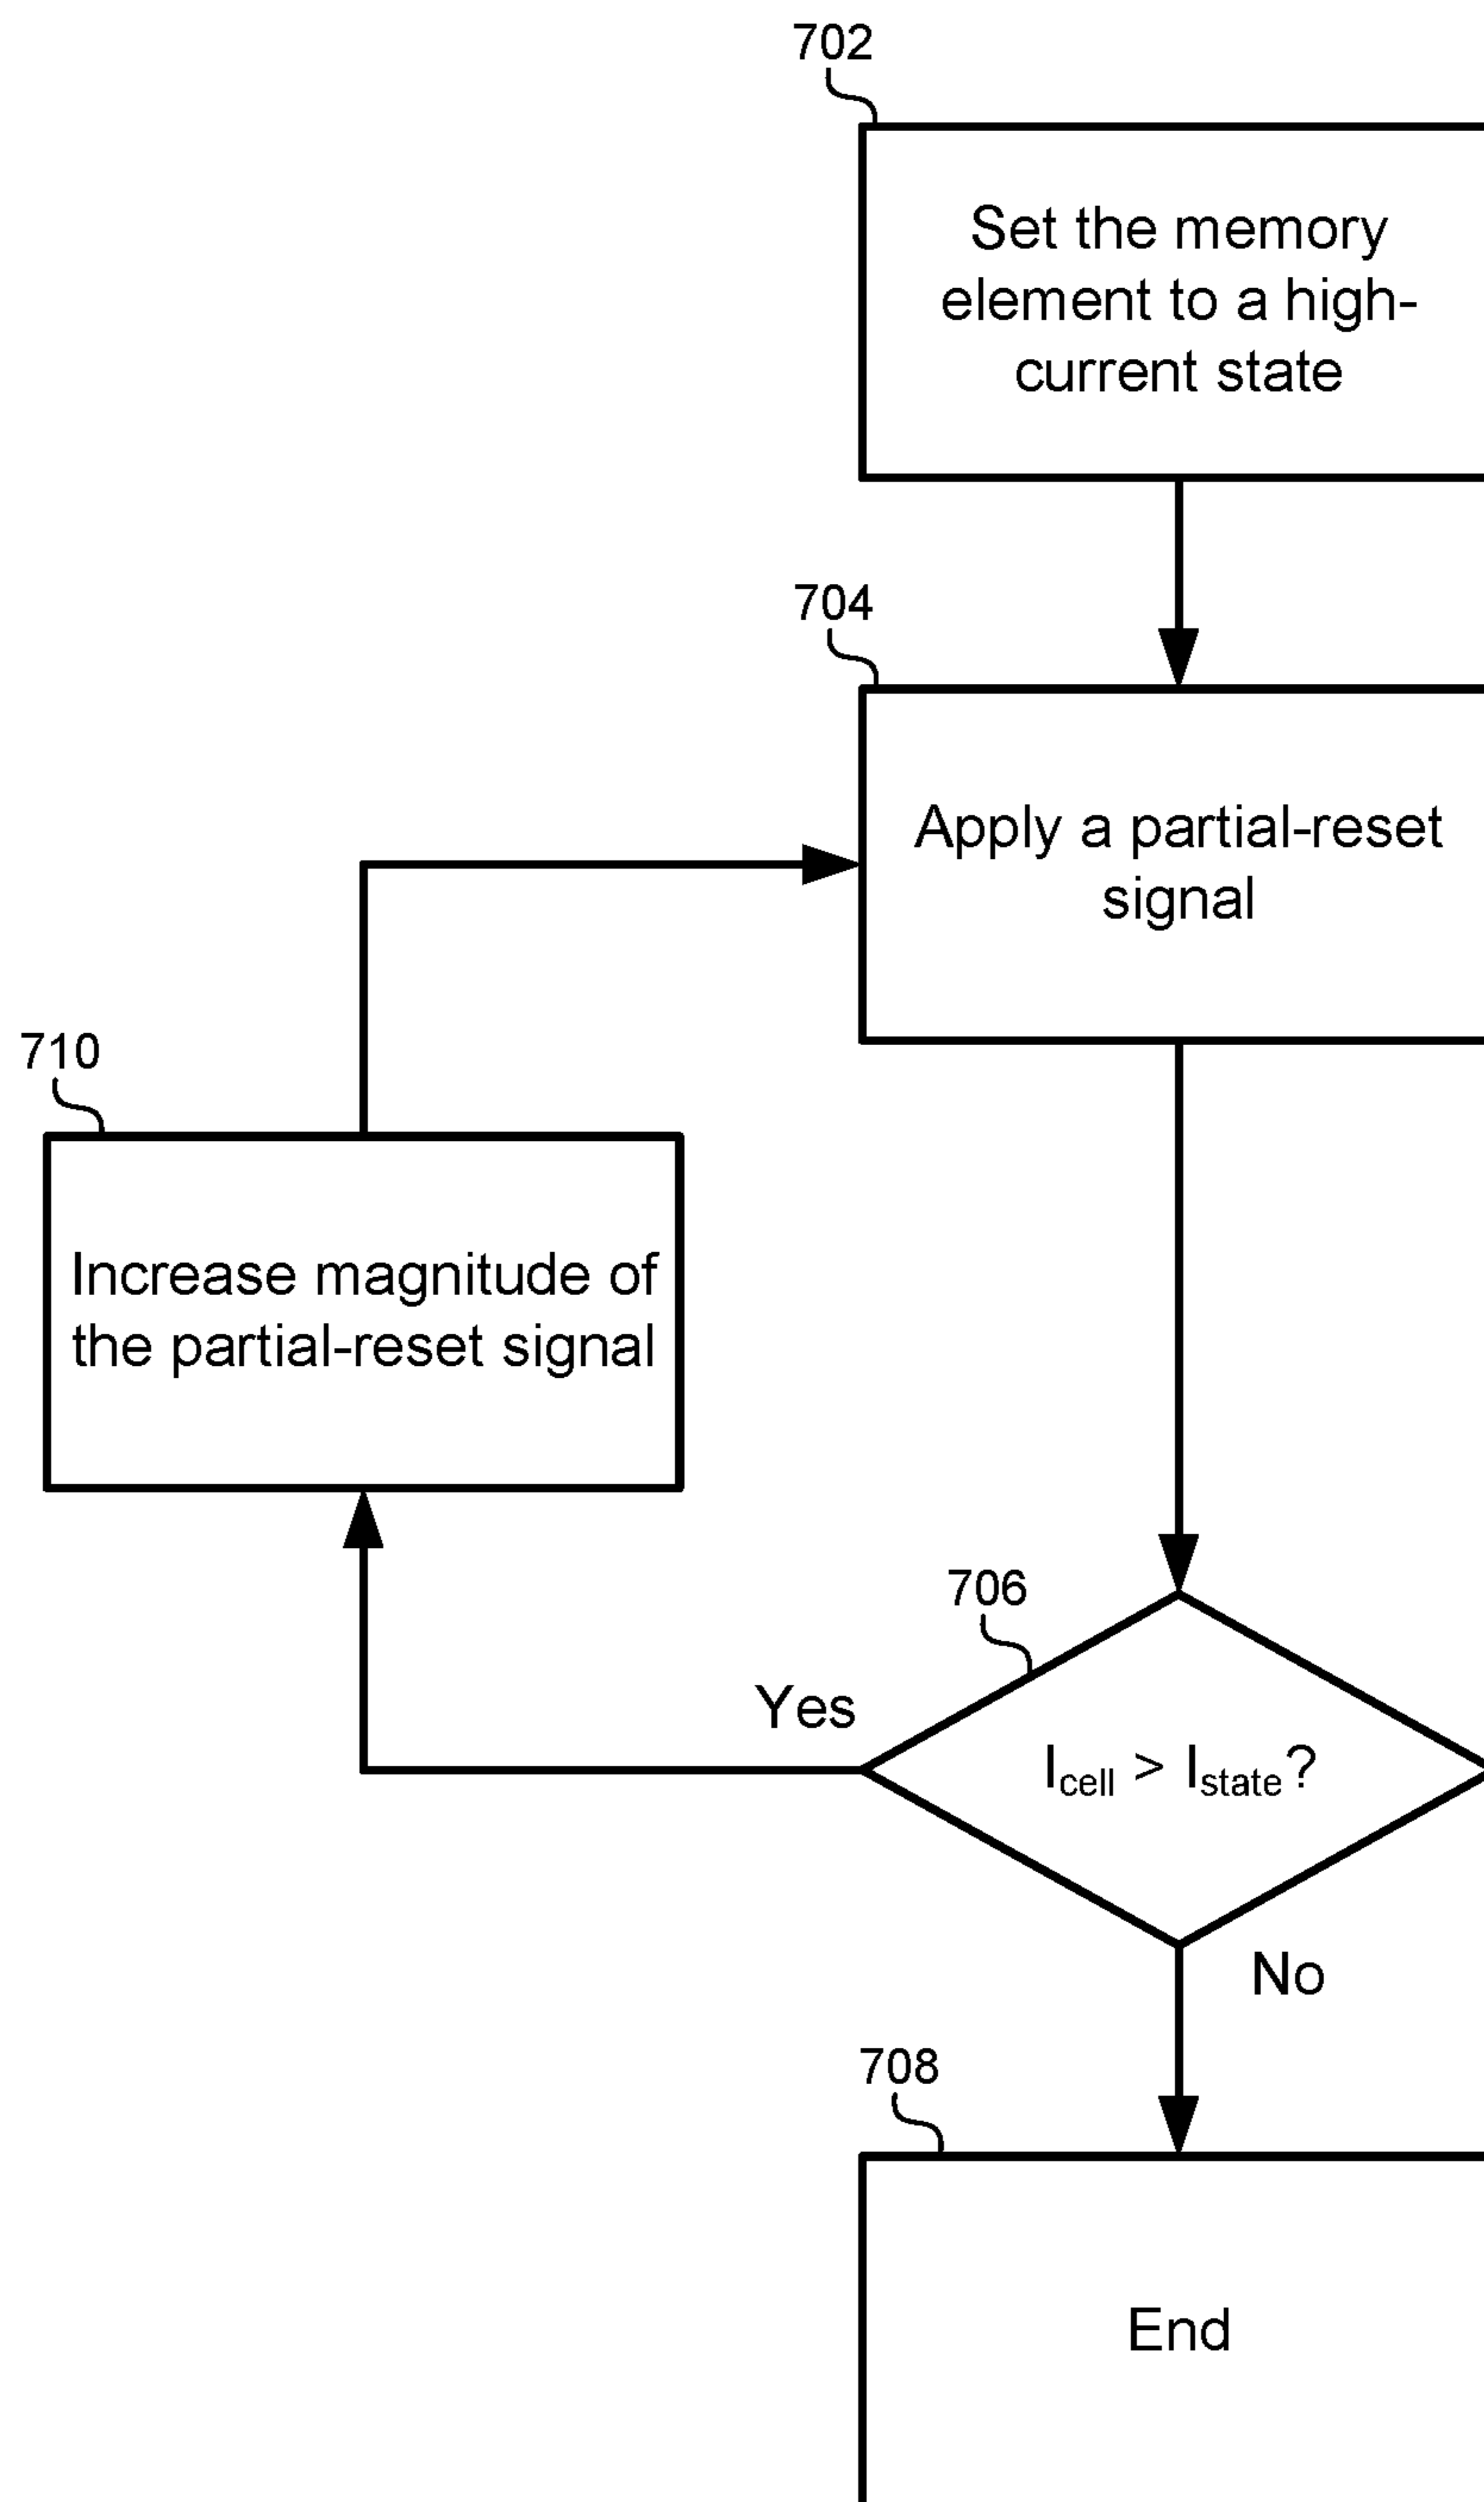 702
Set the memory
element to a high-
current state
704
Apply a partial-reset
signal
710
Increase magnitude of
the partial-reset signal
706
Yes
Icell > Istate?
No
708
End